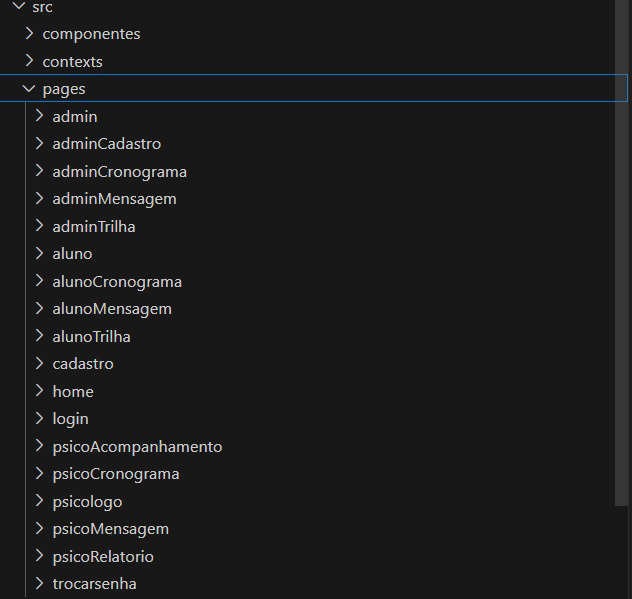 src
componentes
contexts
pages
admin
adminCadastro
adminCronograma
adminMensagem
adminTrilha
aluno
alunoCronograma
alunoMensagem
alunoTrilha
cadastro
home
login
psicoAcompanhamento
psicoCronograma
psicologo
psicoMensagem
psicoRelatorio
trocarsenha